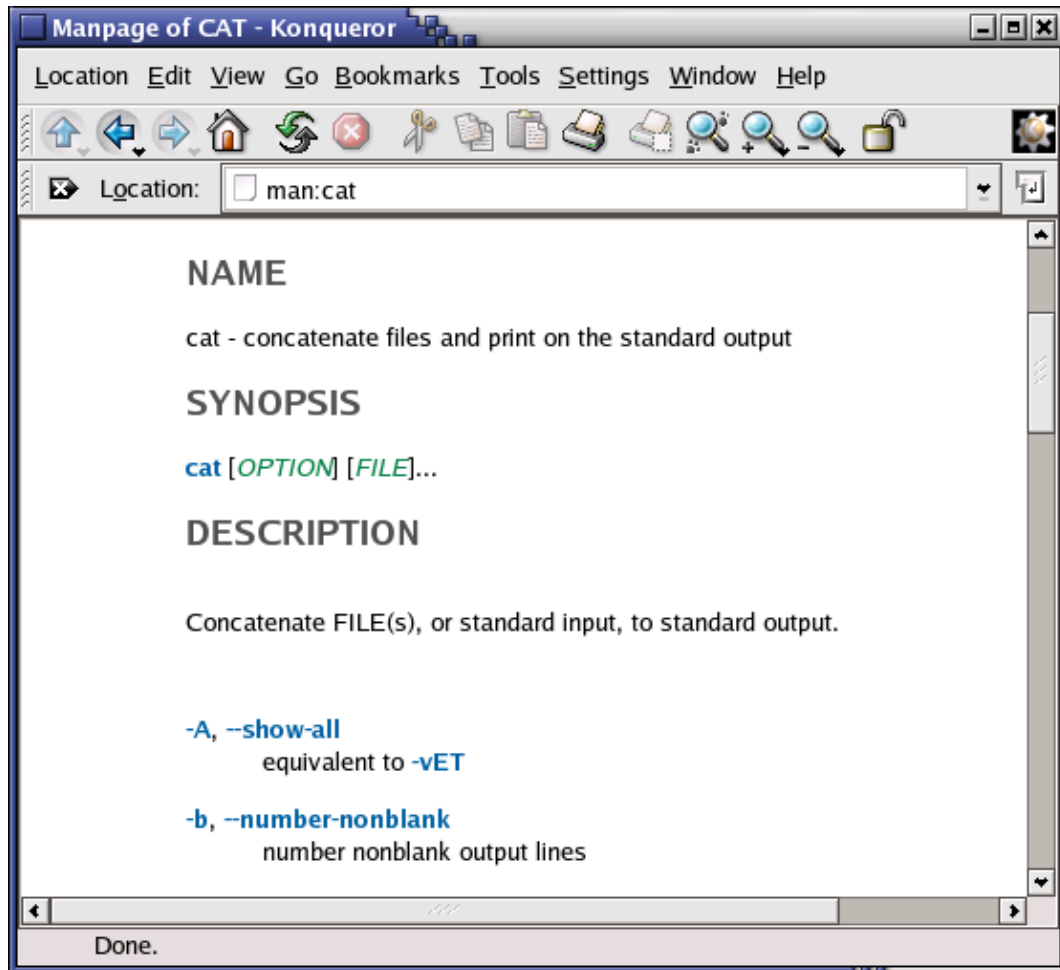 Manpage of CAT - Konqueror
Location Edit View Go Bookmarks Tools Settings Window Help
Location: man:cat
NAME
cat - concatenate files and print on the standard output
SYNOPSIS
cat [OPTION] [FILE]...
DESCRIPTION
Concatenate FILE(s), or standard input, to standard output.
-A, --show-all
equivalent to -vET
-b, --number-nonblank
number nonblank output lines
Done.